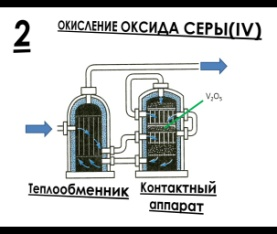 2
ОКИСЛЕНИЕ ОКСИДА СЕРЫ(IV)
V₂O₅
Теплообменник
Контактный
аппарат